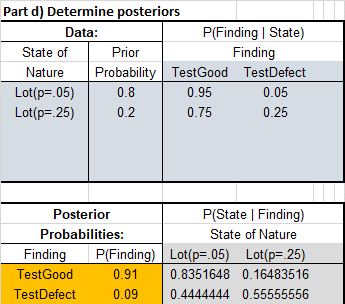 Part d) Determine posteriors
Data: P(Finding | State)
State of Prior Finding
Nature Probability TestGood TestDefect
Lot(p=.05) 0.8 0.95 0.05
Lot(p=.25) 0.2 0.75 0.25
Posterior P(State | Finding)
Probabilities: State of Nature
Finding P(Finding) Lot(p=.05) Lot(p=.25)
TestGood 0.91 0.8351648 0.16483516
TestDefect 0.09 0.4444444 0.55555556